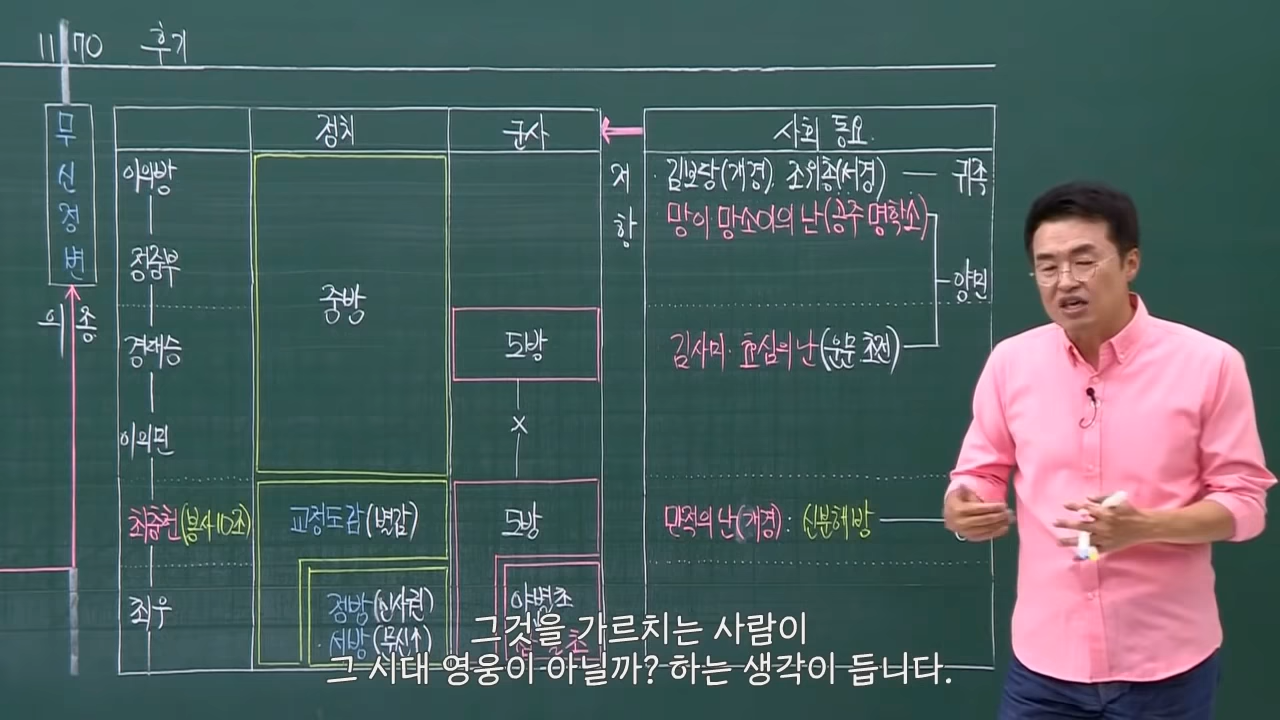 1170 후기
무신정변
의종
정치 군사
사회 동요
저항
이의방
정중부
경대승
이의민
최충헌(봉사10조)
최우
중방
도방
X
교정도감(별감)
도방
정방(인사권)
서방(문신↑)
야별초
김보당(개경), 조위총(서경) — 귀족
망이·망소이의 난(공주 명학소)
양민
김사미·효심의 난(운문 초전)
만적의 난(개경): 신분해방
그것을 가르치는 사람이
그 시대 영웅이 아닐까? 하는 생각이 듭니다.